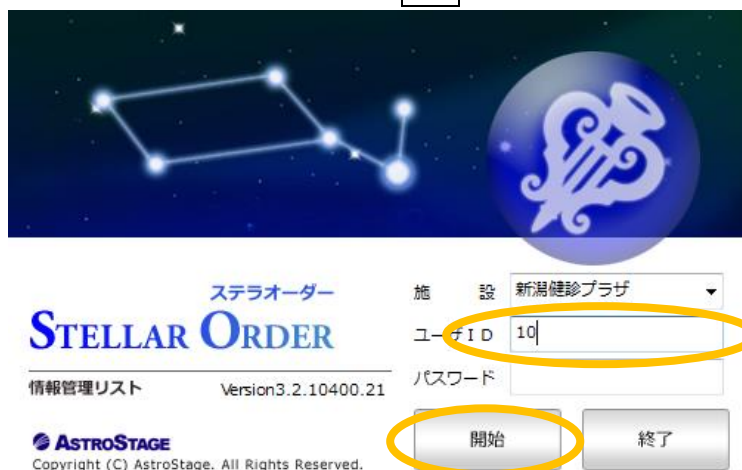 ステラオーダー
STELLAR ORDER
情報管理リスト Version3.2.10400.21
ASTROSTAGE
Copyright (C) AstroStage. All Rights Reserved.
施 設 新潟健診プラザ
ユーザID 10
パスワード
開始 終了